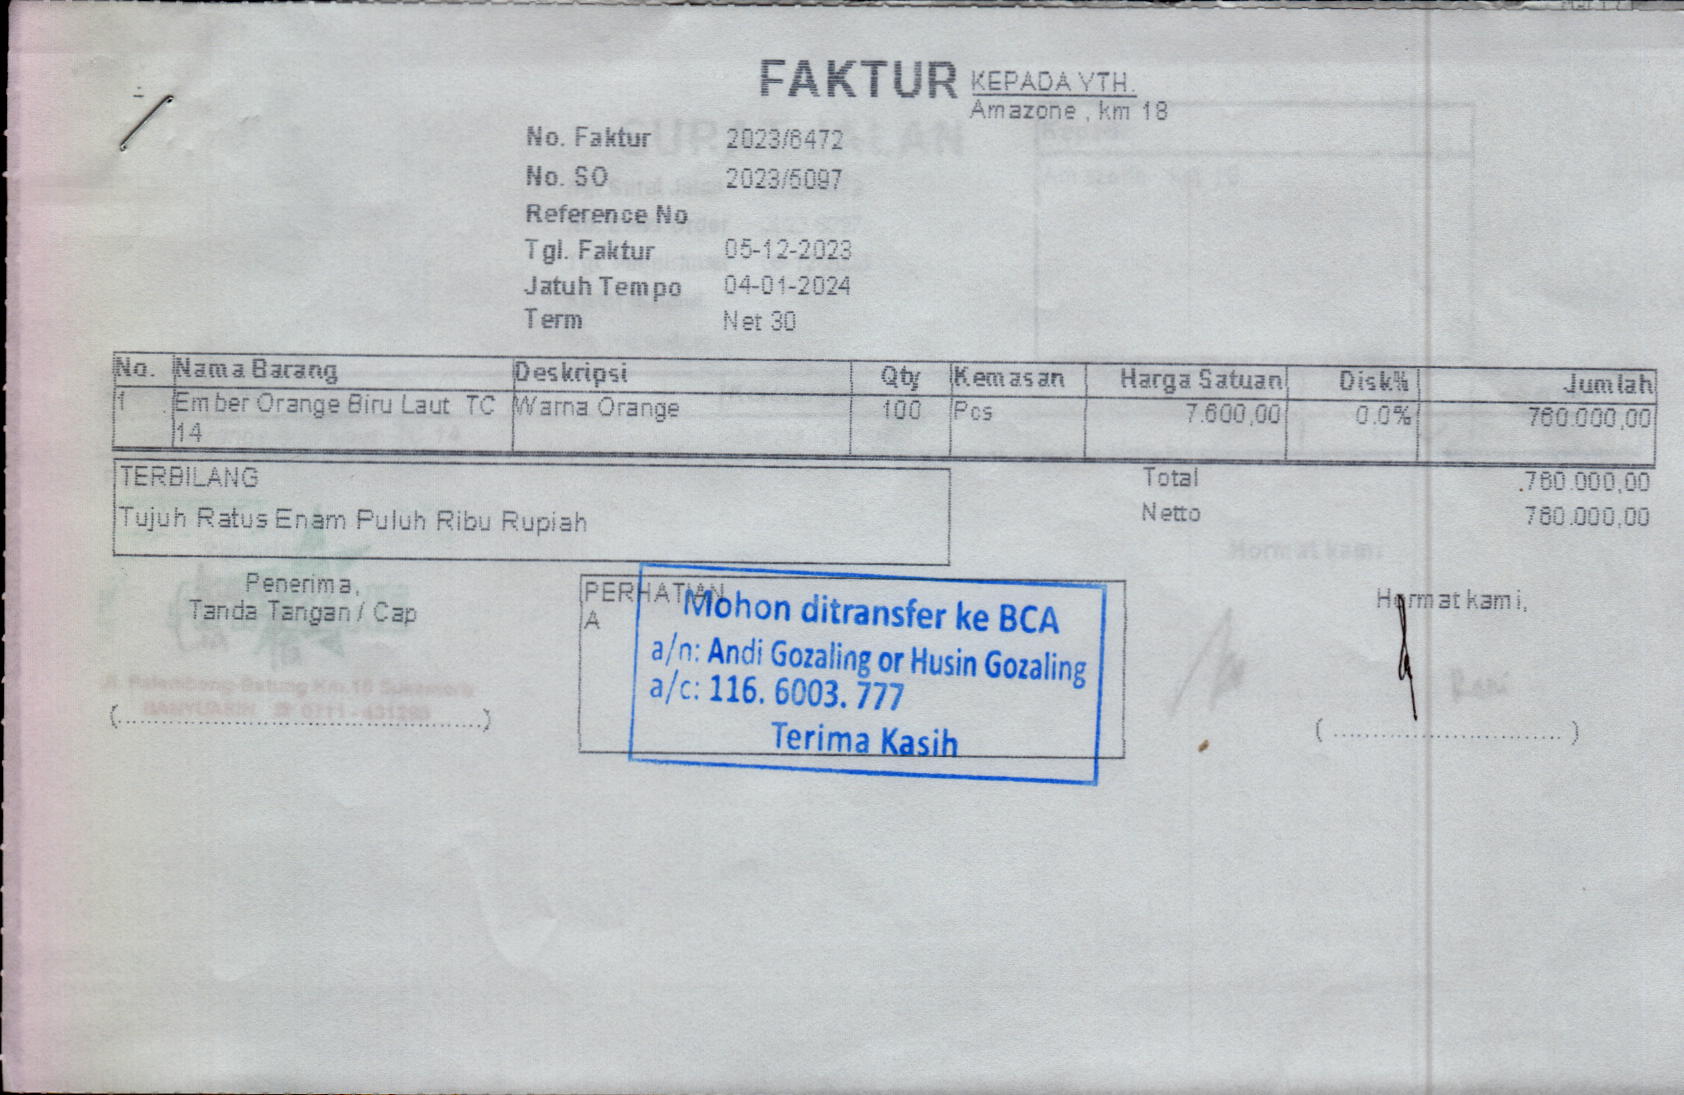 FAKTUR
KEPADA YTH.
Amazone , km 18
No. Faktur 2023/6472
No. SO 2023/5097
Reference No
Tgl. Faktur 05-12-2023
Jatuh Tempo 04-01-2024
Term Net 30
No. Nama Barang Deskripsi Qty Kemasan Harga Satuan Disk% Jumlah
1 Ember Orange Biru Laut TC Warna Orange 100 Pcs 7.600,00 0.0% 760.000,00
14
TERBILANG
Tujuh Ratus Enam Puluh Ribu Rupiah
Total 760.000,00
Netto 760.000,00
Penerima,
Tanda Tangan / Cap
PERHATIAN
A
Mohon ditransfer ke BCA
a/n: Andi Gozaling or Husin Gozaling
a/c: 116. 6003. 777
Terima Kasih
Hormat kami,